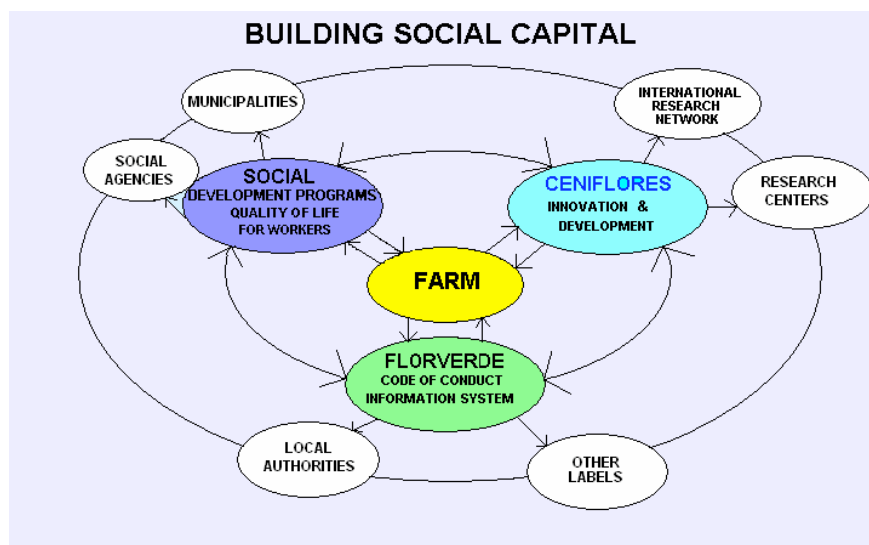 BUILDING SOCIAL CAPITAL
MUNICIPALITIES
INTERNATIONAL
RESEARCH
NETWORK
SOCIAL
AGENCIES
SOCIAL
DEVELOPMENT PROGRAMS
QUALITY OF LIFE
FOR WORKERS
CENIFLORES
INNOVATION &
DEVELOPMENT
RESEARCH
CENTERS
FARM
FLORVERDE
CODE OF CONDUCT
INFORMATION SYSTEM
LOCAL
AUTHORITIES
OTHER
LABELS